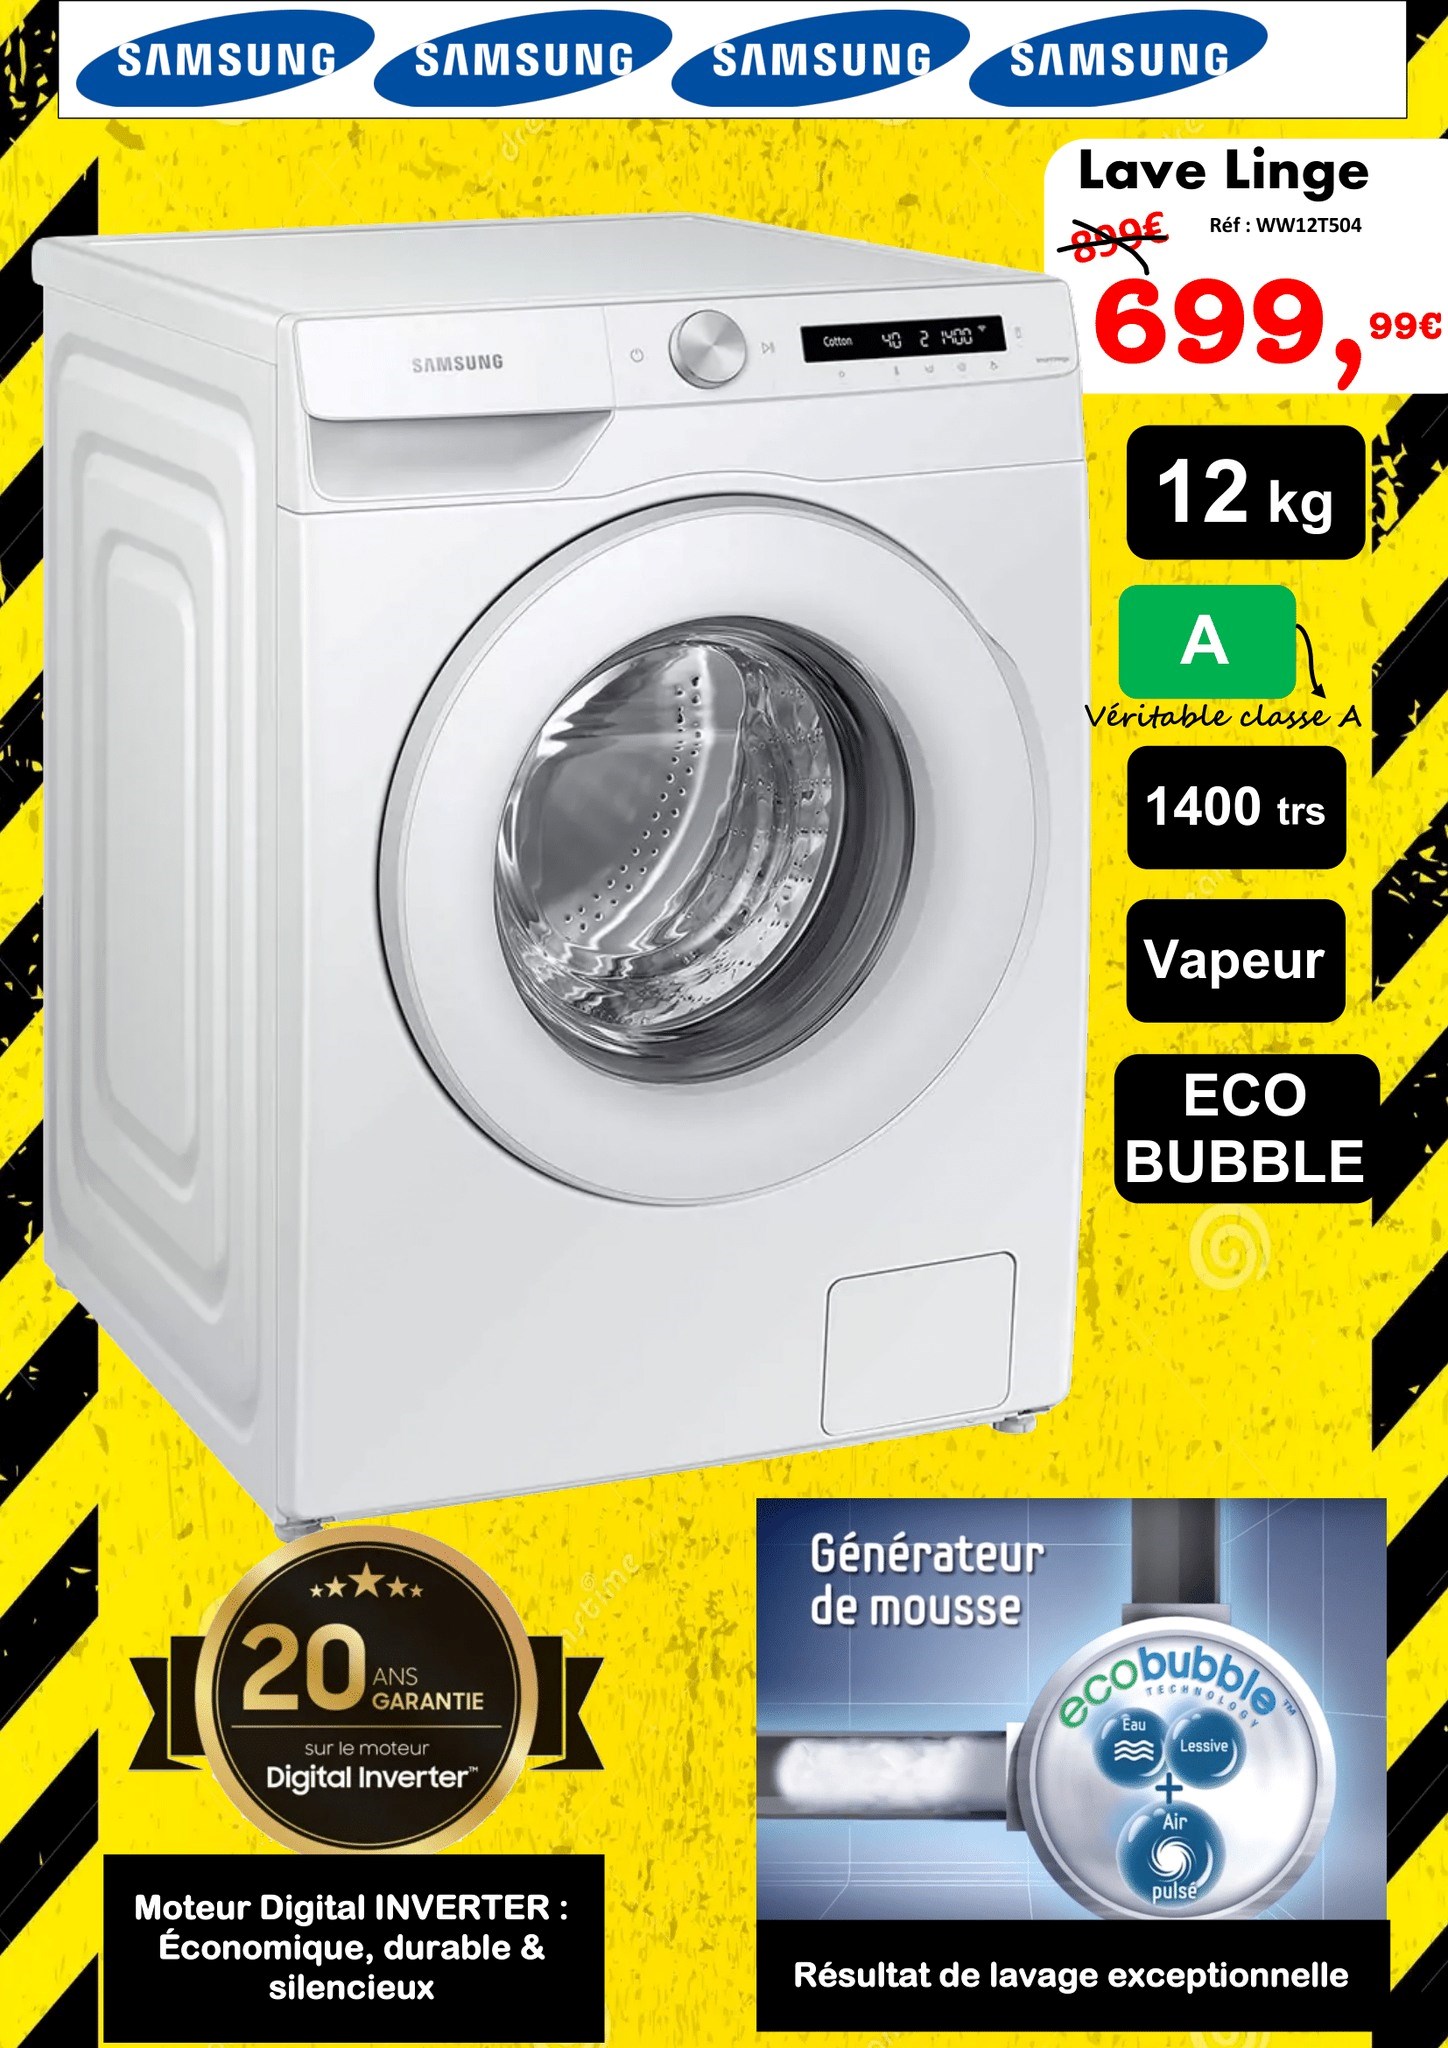 SAMSUNG SAMSUNG SAMSUNG SAMSUNG
Lave Linge
899€ Réf : WW12T504
699,99€
SAMSUNG
Cotton 40 2 1400
12 kg
A
Véritable classe A
1400 trs
Vapeur
ECO
BUBBLE
20 ANS
GARANTIE
sur le moteur
Digital Inverter™
Moteur Digital INVERTER :
Économique, durable &
silencieux
Générateur
de mousse
ecobubble™
TECHNOLOGY
Eau
Lessive
+
Air
pulsé
Résultat de lavage exceptionnelle